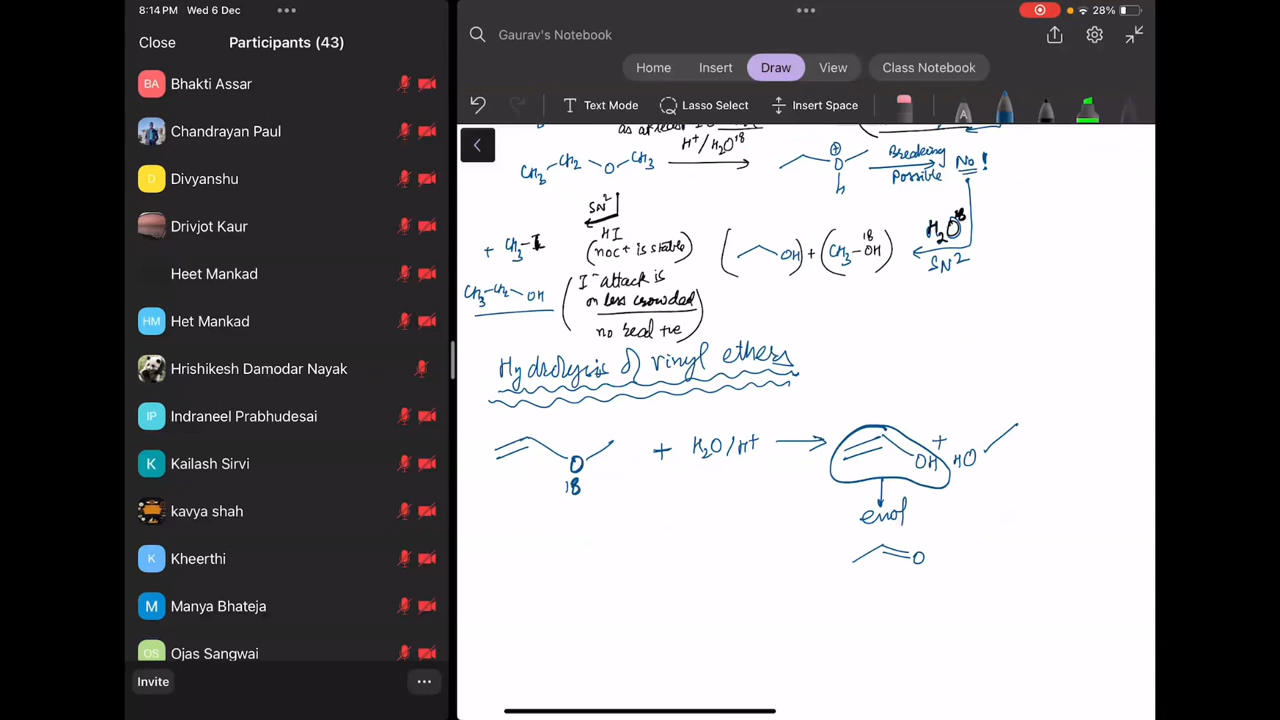 8:14 PM Wed 6 Dec
28%
Close
Participants (43)
BA Bhakti Assar
Chandrayan Paul
D Divyanshu
Drivjot Kaur
Heet Mankad
HM Het Mankad
Hrishikesh Damodar Nayak
IP Indraneel Prabhudesai
K Kailash Sirvi
kavya shah
K Kheerthi
M Manya Bhateja
OS Ojas Sangwai
Invite
Gaurav's Notebook
Home Insert Draw View Class Notebook
Text Mode Lasso Select Insert Space
H+/H2O18
CH3 CH2 O CH3
Breaking
Possible
No!
SN2
HI
+ CH3-I
(no c+ is stable)
OH + (CH3-OH)
18
H2O18
SN2
CH3-CH2-OH
I- attack is
on less crowded
no real +ve
Hydrolysis of vinyl ethers
O
18
+ H2O/H+
OH + HO
enol
O